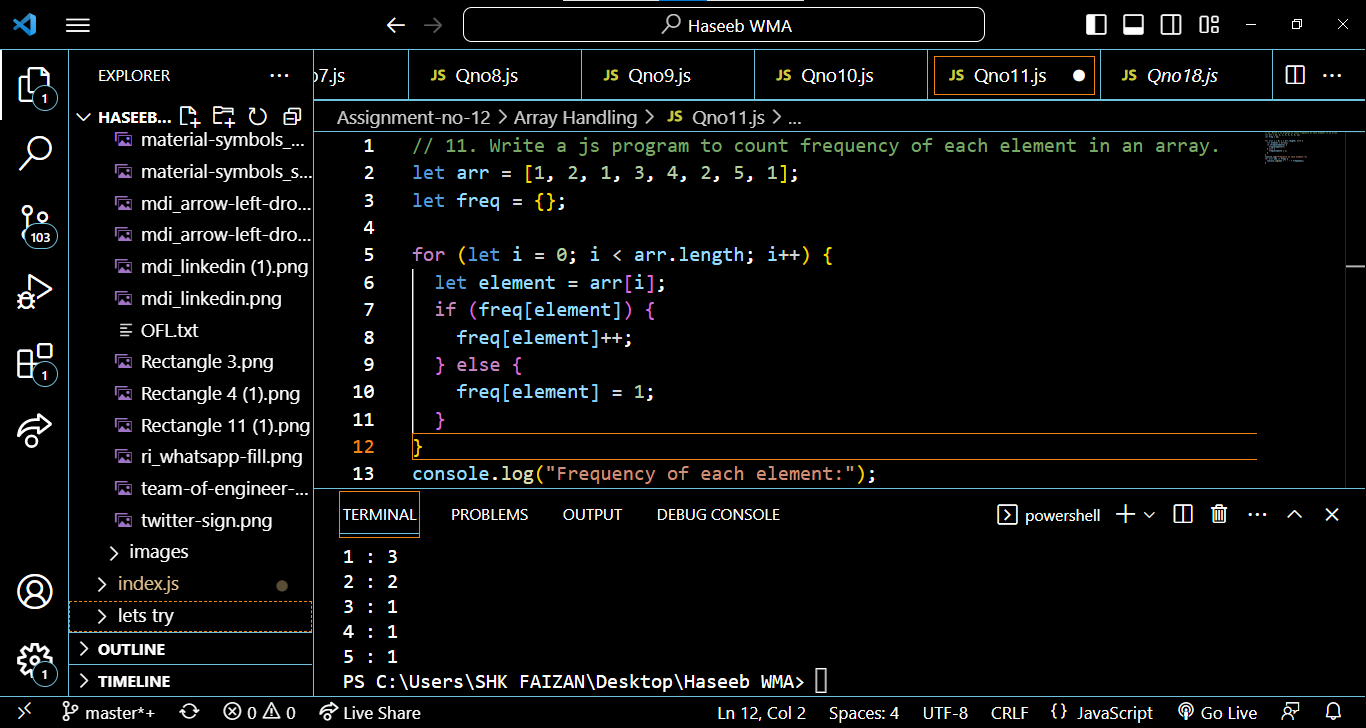 Haseeb WMA
EXPLORER
HASEEB...
material-symbols_...
material-symbols_s...
mdi_arrow-left-dro...
mdi_arrow-left-dro...
mdi_linkedin (1).png
mdi_linkedin.png
OFL.txt
Rectangle 3.png
Rectangle 4 (1).png
Rectangle 11 (1).png
ri_whatsapp-fill.png
team-of-engineer-...
twitter-sign.png
images
index.js
lets try
OUTLINE
TIMELINE
1
103
1
1
o7.js JS Qno8.js JS Qno9.js JS Qno10.js JS Qno11.js JS Qno18.js
Assignment-no-12 > Array Handling > JS Qno11.js > ...
1 // 11. Write a js program to count frequency of each element in an array.
2 let arr = [1, 2, 1, 3, 4, 2, 5, 1];
3 let freq = {};
4
5 for (let i = 0; i < arr.length; i++) {
6 let element = arr[i];
7 if (freq[element]) {
8 freq[element]++;
9 } else {
10 freq[element] = 1;
11 }
12 }
13 console.log("Frequency of each element:");
TERMINAL PROBLEMS OUTPUT DEBUG CONSOLE powershell
1 : 3
2 : 2
3 : 1
4 : 1
5 : 1
PS C:\Users\SHK FAIZAN\Desktop\Haseeb WMA>
master*+ 0 0 Live Share Ln 12, Col 2 Spaces: 4 UTF-8 CRLF {} JavaScript Go Live